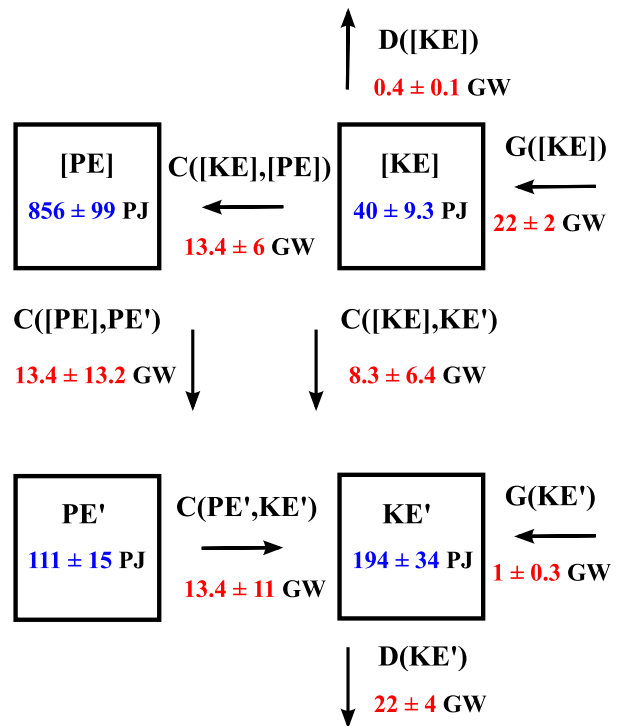 D([KE])
0.4 ± 0.1 GW
[PE]
856 ± 99 PJ
C([KE],[PE])
13.4 ± 6 GW
[KE]
40 ± 9.3 PJ
G([KE])
22 ± 2 GW
C([PE],PE')
13.4 ± 13.2 GW
C([KE],KE')
8.3 ± 6.4 GW
PE'
111 ± 15 PJ
C(PE',KE')
13.4 ± 11 GW
KE'
194 ± 34 PJ
G(KE')
1 ± 0.3 GW
D(KE')
22 ± 4 GW